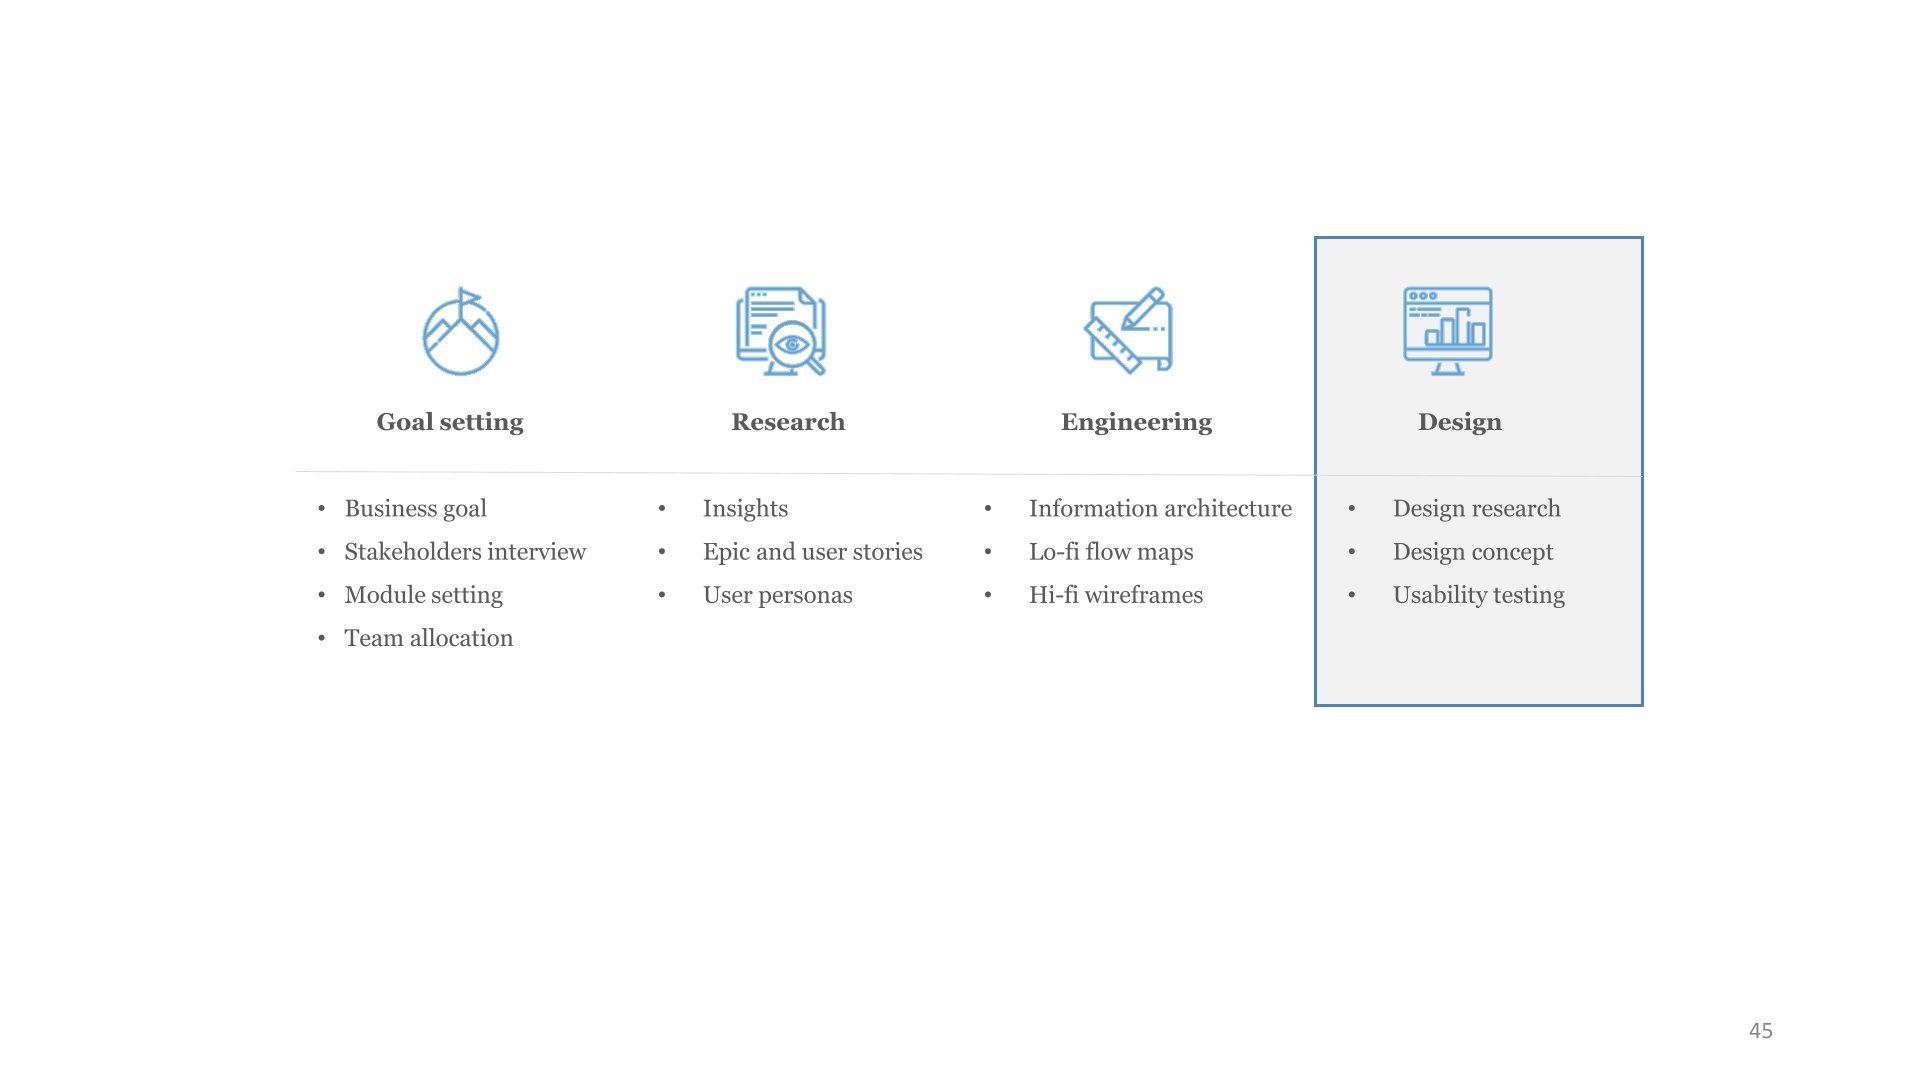 Goal setting
Research
Engineering
Design
• Business goal
• Stakeholders interview
• Module setting
• Team allocation
• Insights
• Epic and user stories
• User personas
• Information architecture
• Lo-fi flow maps
• Hi-fi wireframes
• Design research
• Design concept
• Usability testing
45